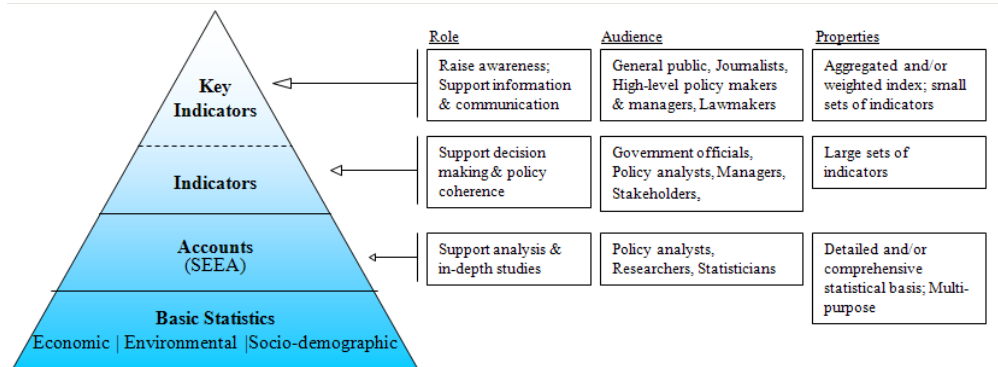 Role
Audience
Properties
Key
Indicators
Raise awareness;
Support information
& communication
General public, Journalists,
High-level policy makers
& managers, Lawmakers
Aggregated and/or
weighted index; small
sets of indicators
Indicators
Support decision
making & policy
coherence
Government officials,
Policy analysts, Managers,
Stakeholders,
Large sets of
indicators
Accounts
(SEEA)
Support analysis &
in-depth studies
Policy analysts,
Researchers, Statisticians
Detailed and/or
comprehensive
statistical basis; Multi-
purpose
Basic Statistics
Economic | Environmental |Socio-demographic